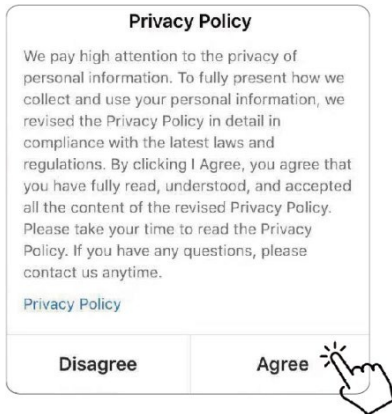 Privacy Policy
We pay high attention to the privacy of
personal information. To fully present how we
collect and use your personal information, we
revised the Privacy Policy in detail in
compliance with the latest laws and
regulations. By clicking I Agree, you agree that
you have fully read, understood, and accepted
all the content of the revised Privacy Policy.
Please take your time to read the Privacy
Policy. If you have any questions, please
contact us anytime.
Privacy Policy
Disagree
Agree